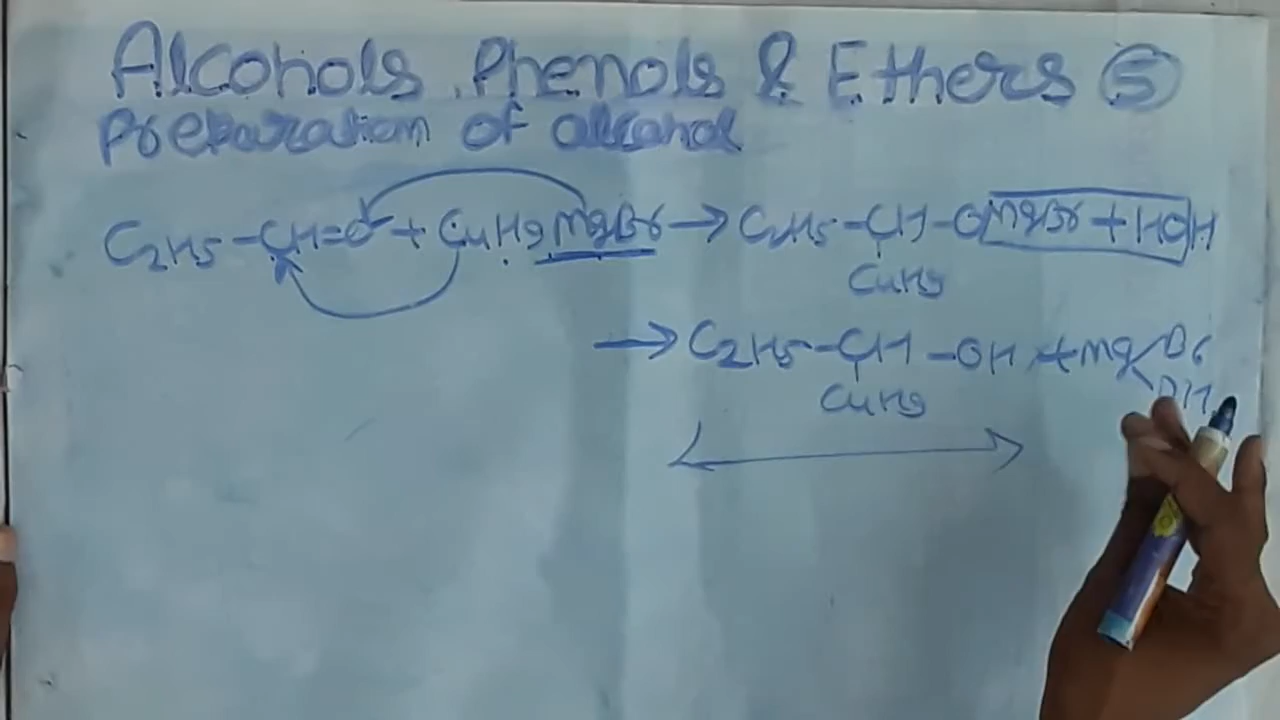 Alcohols, Phenols & Ethers ⑤
Preparation of alcohol
C2H5-CH=O + C4H9MgBr → C2H5-CH-OMgBr + HOH
C4H9
→ C2H5-CH-OH + Mg Br
C4H9 OH